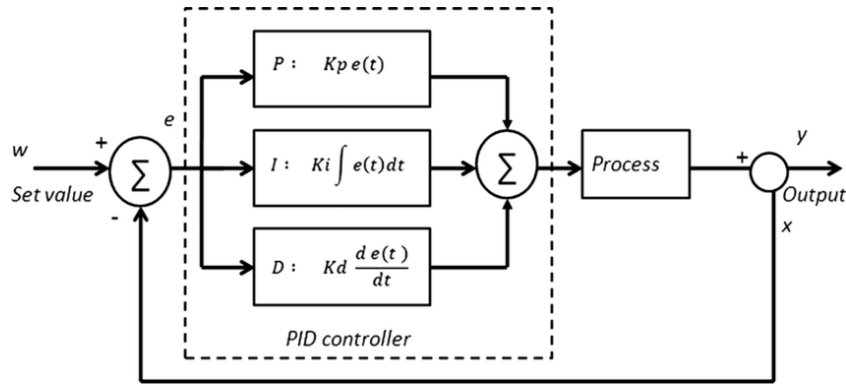 P : Kp e(t)
e
w
+
Set value
-
∑
I : Ki ∫ e(t)dt
∑
Process
+
y
Output
x
D : Kd d e(t)/dt
PID controller